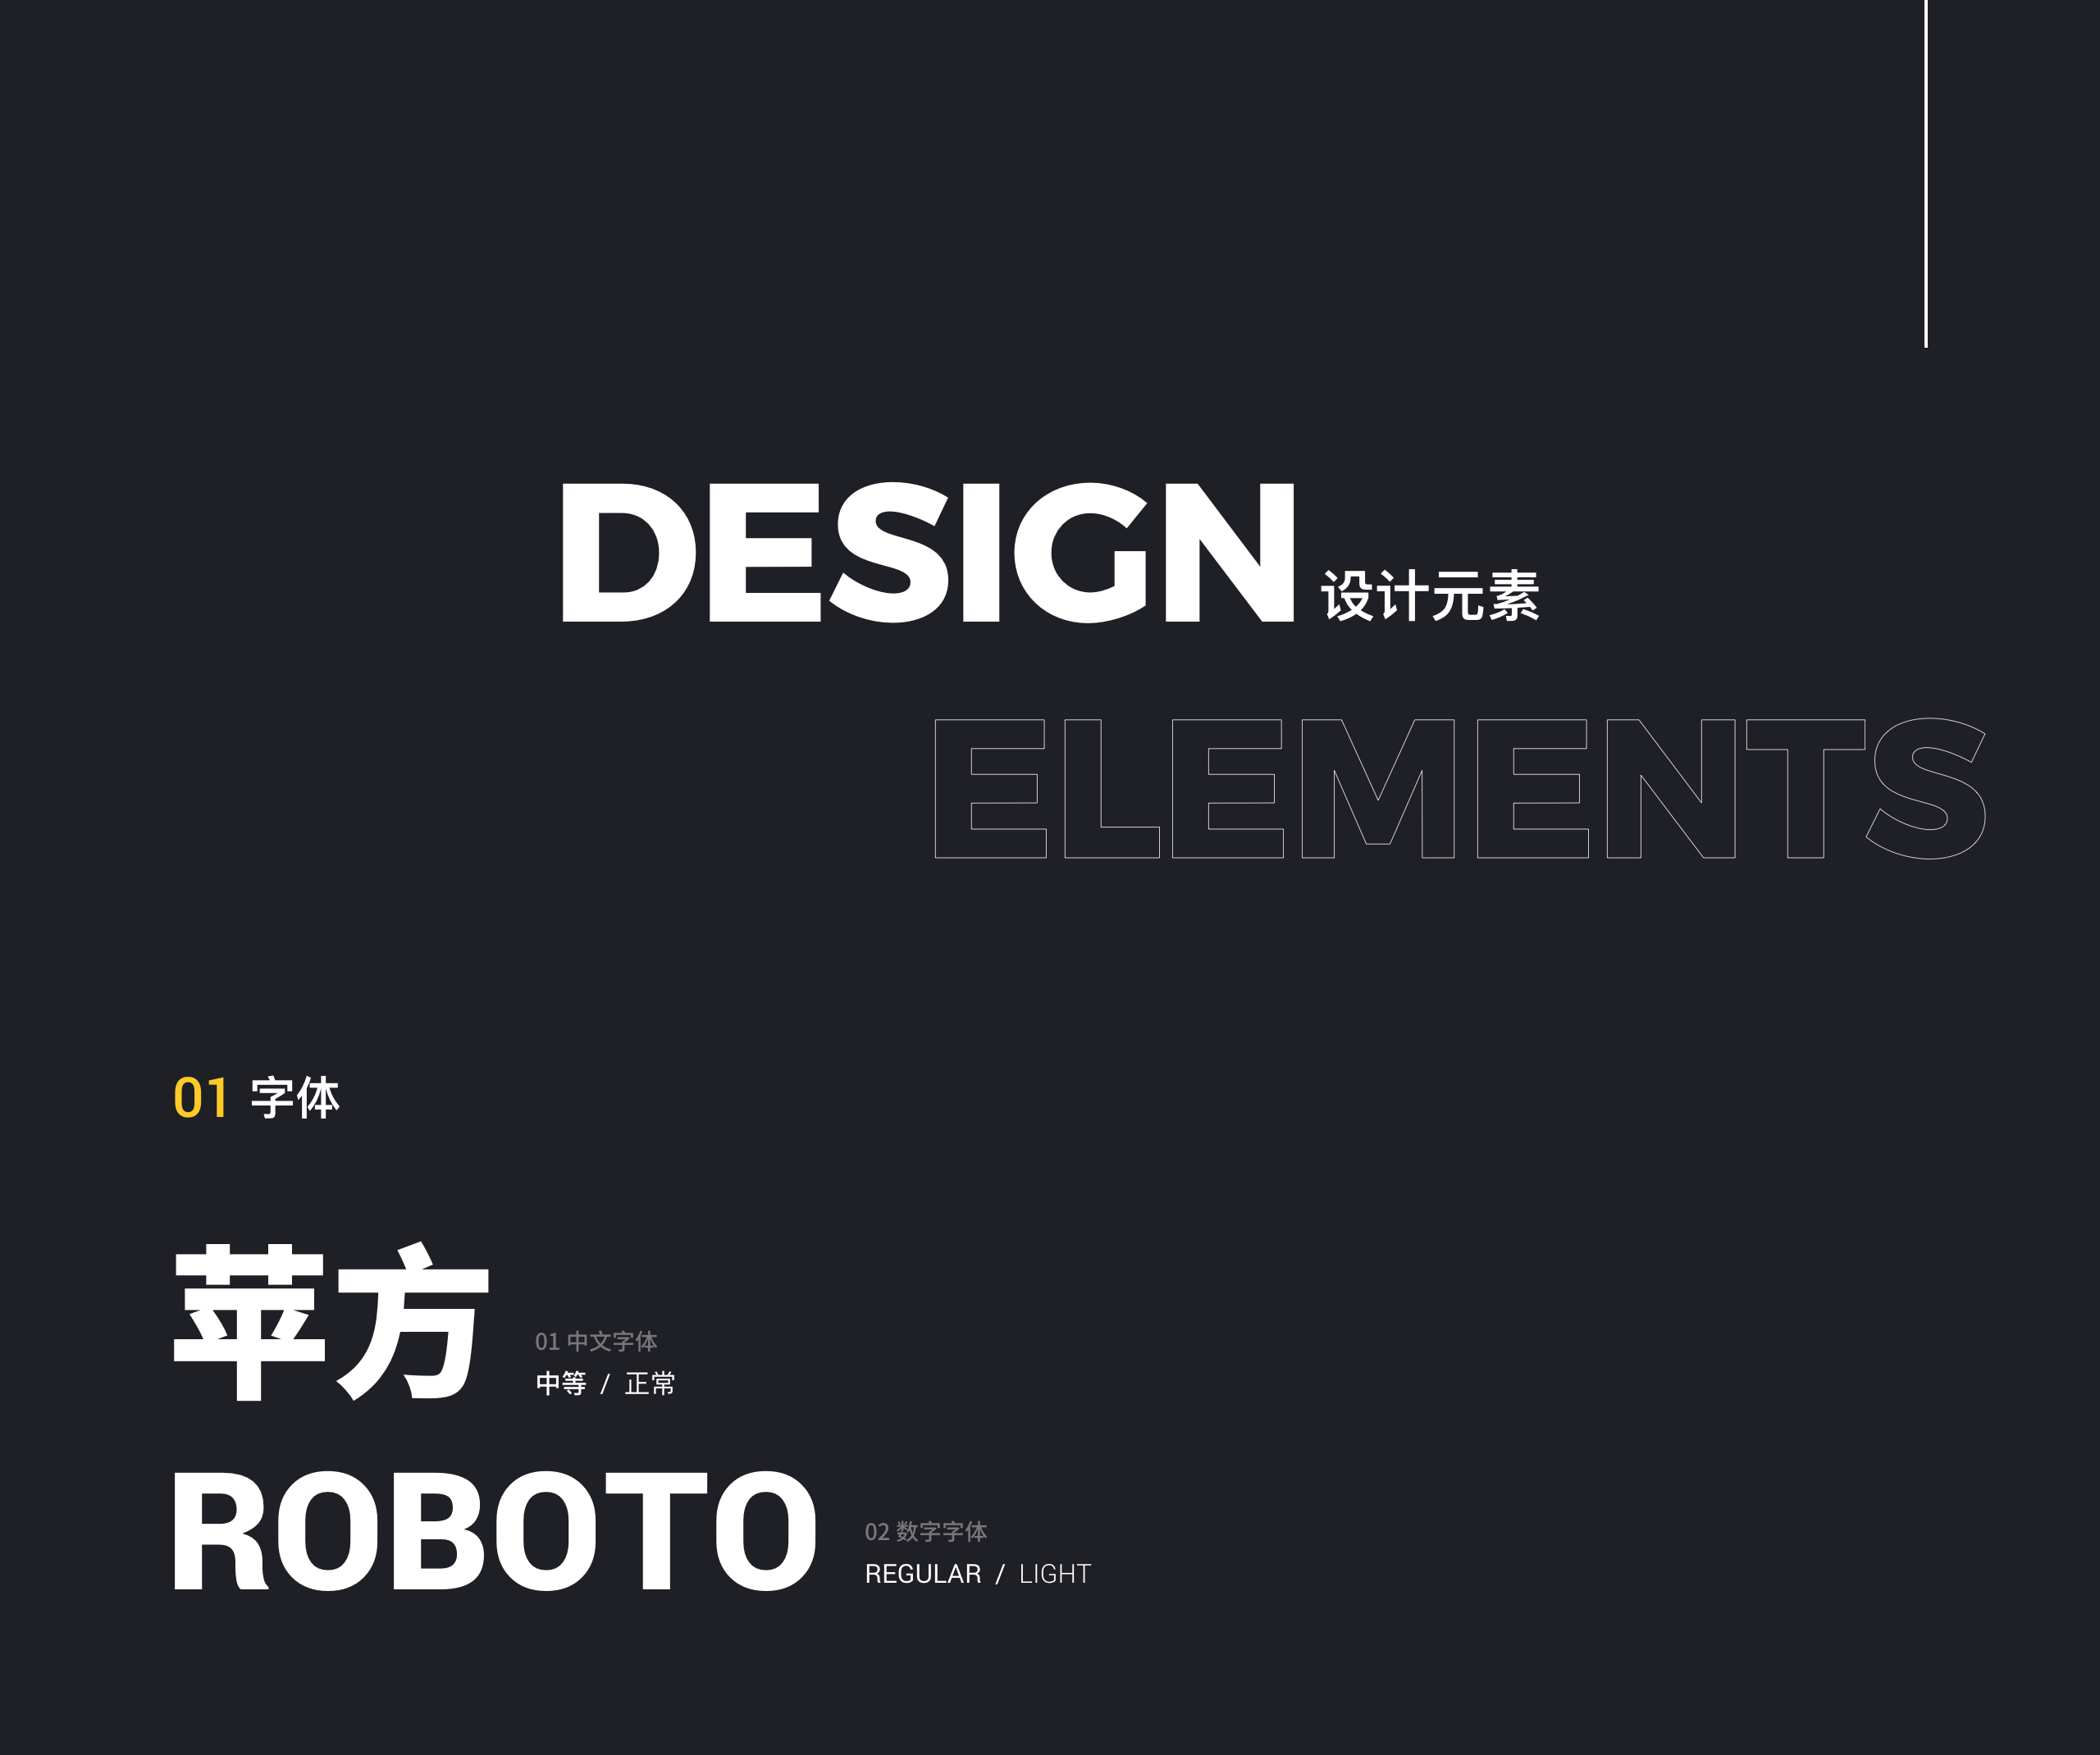 DESIGN 设计元素
ELEMENTS
01 字体
苹方
01 中文字体
中等 / 正常
ROBOTO
02 数字字体
REGULAR / LIGHT